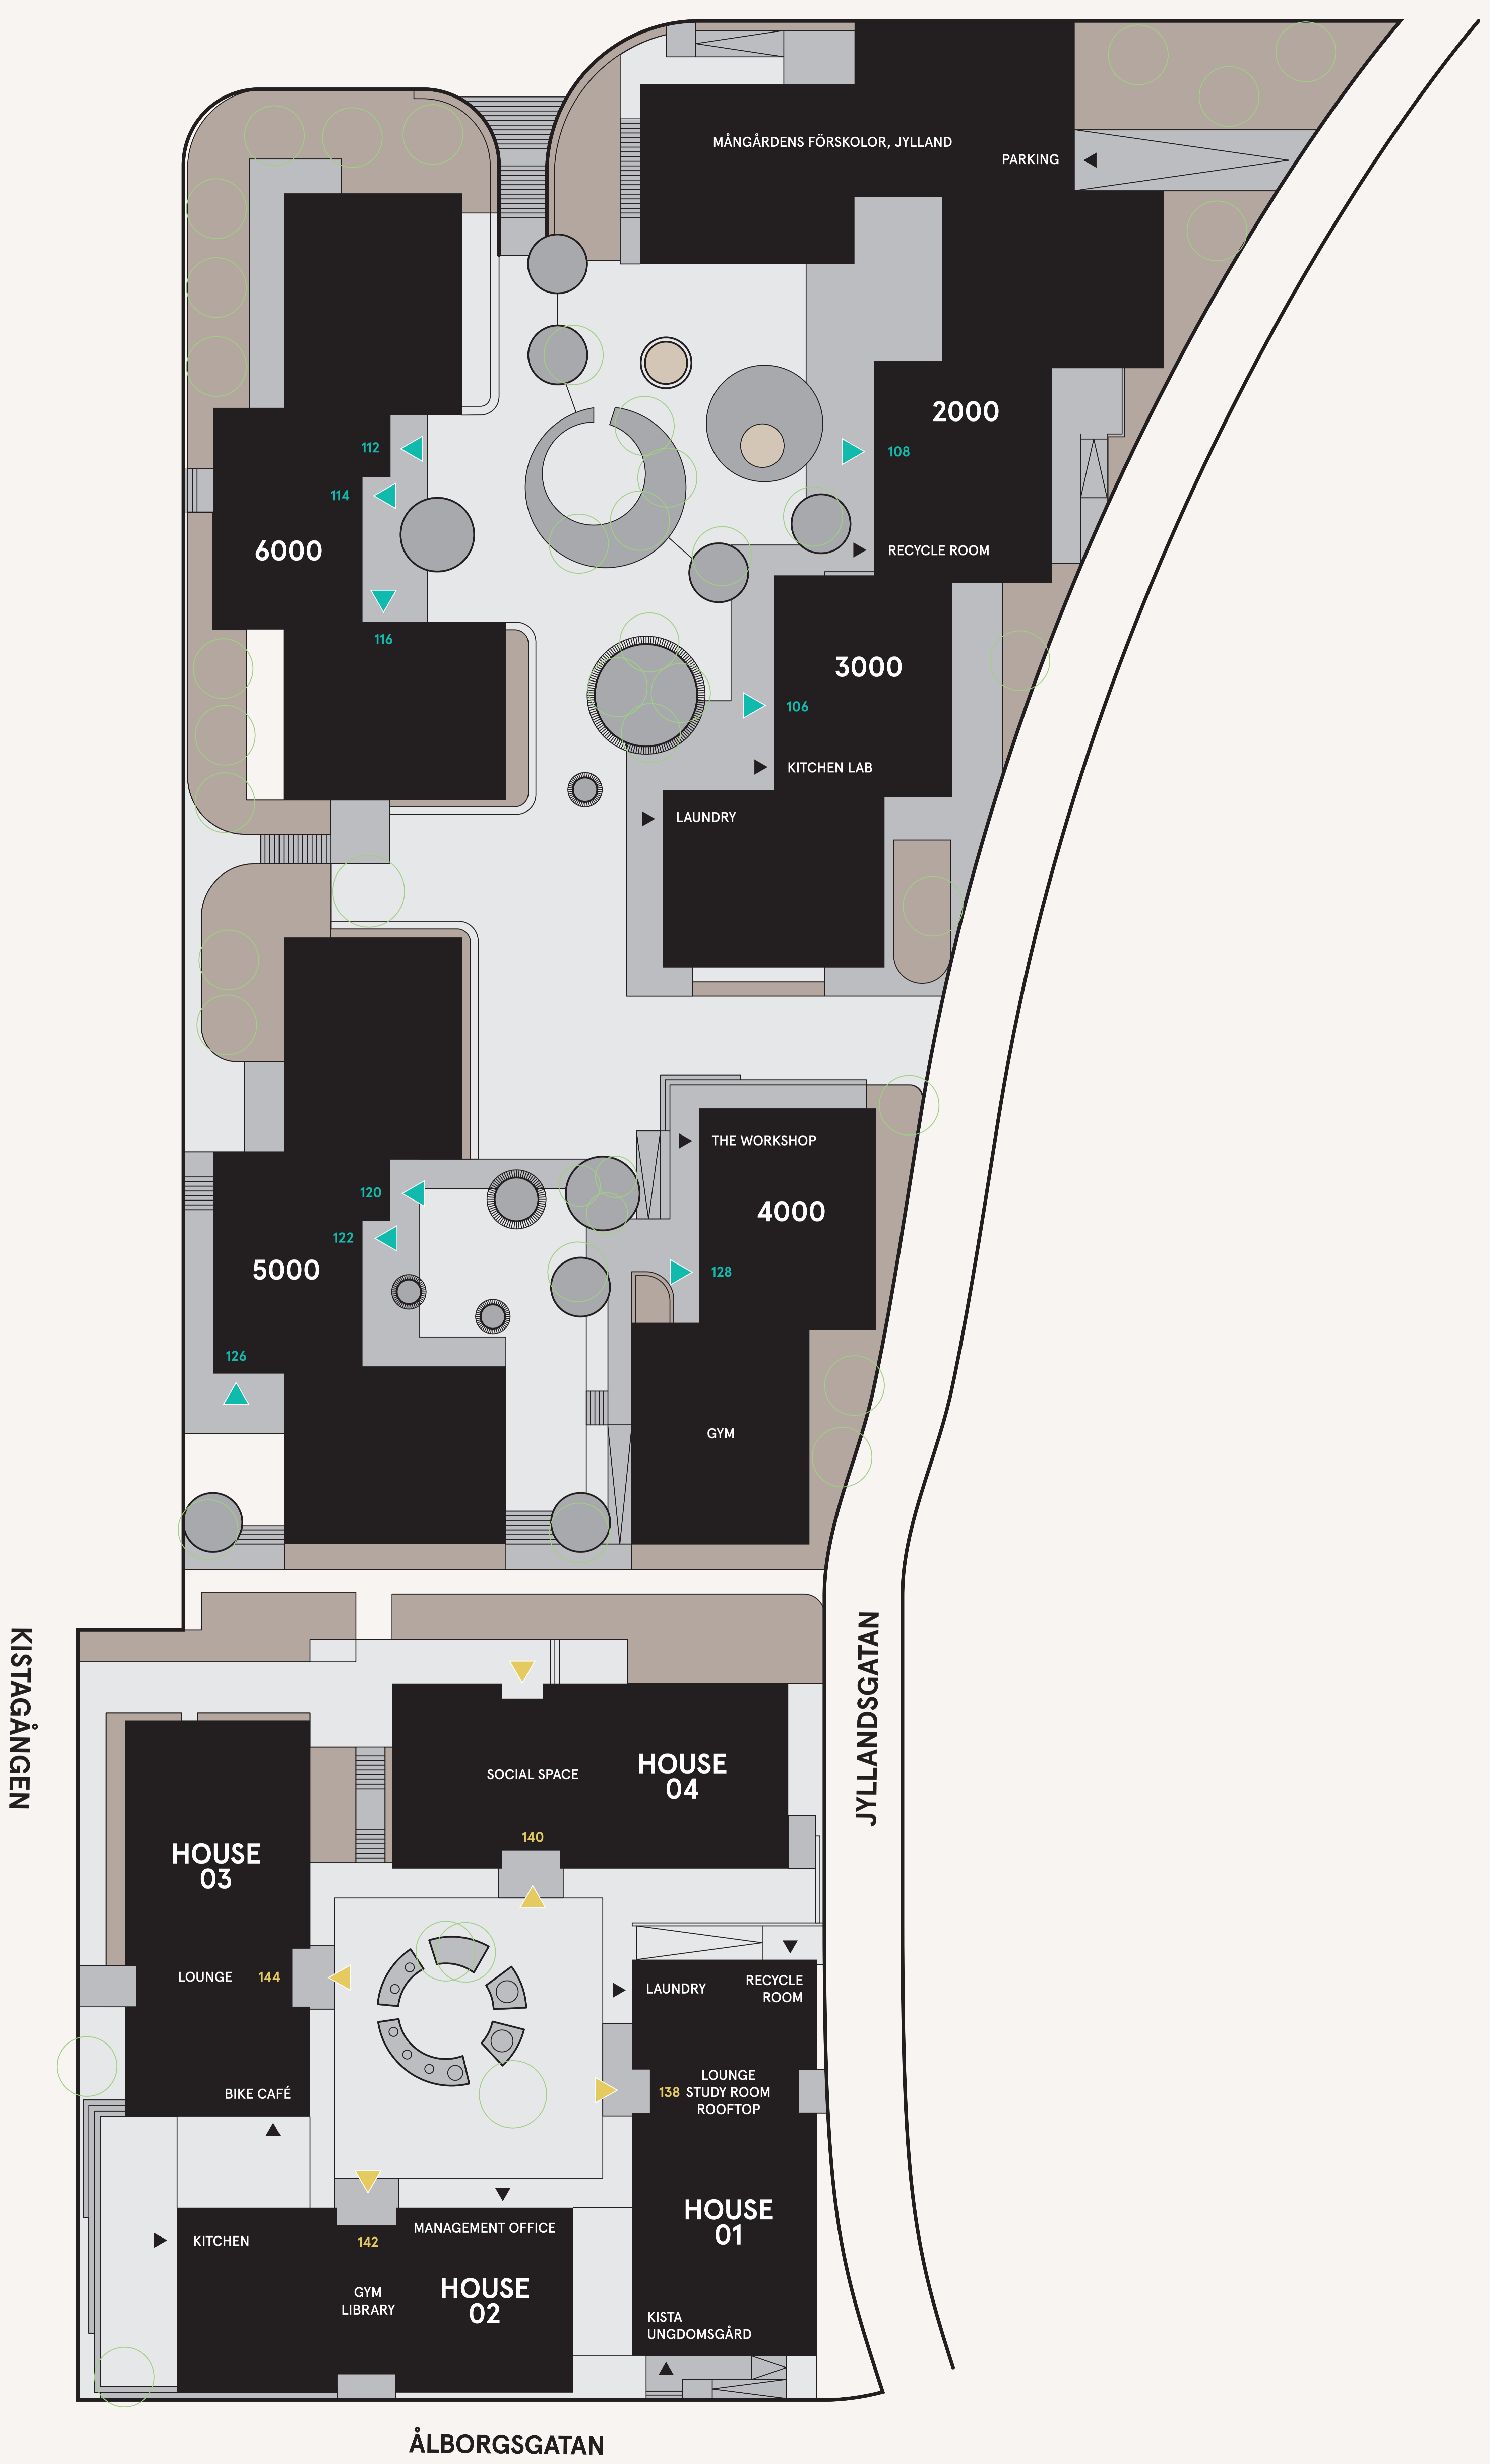 MÅNGÅRDENS FÖRSKOLOR, JYLLAND
PARKING
2000
112
108
114
6000
RECYCLE ROOM
116
3000
106
KITCHEN LAB
LAUNDRY
THE WORKSHOP
120
4000
122
5000
128
126
GYM
KISTAGÅNGEN
JYLLANDSGATAN
SOCIAL SPACE
HOUSE
04
140
HOUSE
03
LOUNGE
144
LAUNDRY
RECYCLE
ROOM
BIKE CAFÉ
138
LOUNGE
STUDY ROOM
ROOFTOP
HOUSE
01
MANAGEMENT OFFICE
KITCHEN
142
GYM
LIBRARY
HOUSE
02
KISTA
UNGDOMSGÅRD
ÅLBORGSGATAN